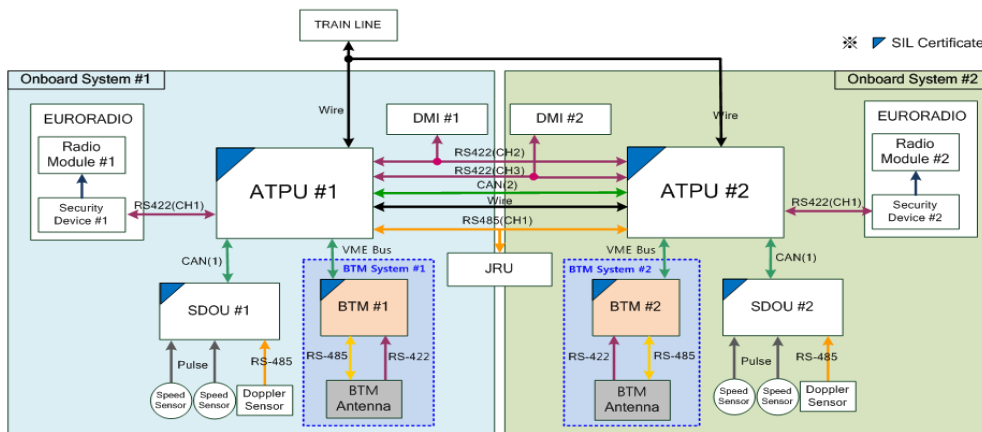 TRAIN LINE
※ SIL Certificate
Onboard System #1
Onboard System #2
Wire
Wire
EURORADIO
Radio
Module #1
Security
Device #1
RS422(CH1)
DMI #1
DMI #2
EURORADIO
Radio
Module #2
Security
Device #2
RS422(CH1)
ATPU #1
ATPU #2
RS422(CH2)
RS422(CH3)
CAN(2)
Wire
RS485(CH1)
JRU
CAN(1)
VME Bus
VME Bus
CAN(1)
BTM System #1
BTM System #2
SDOU #1
BTM #1
BTM #2
SDOU #2
Pulse
RS-485
RS-485
RS-422
RS-422
RS-485
Pulse
RS-485
Speed
Sensor
Speed
Sensor
Doppler
Sensor
BTM
Antenna
BTM
Antenna
Speed
Sensor
Speed
Sensor
Doppler
Sensor